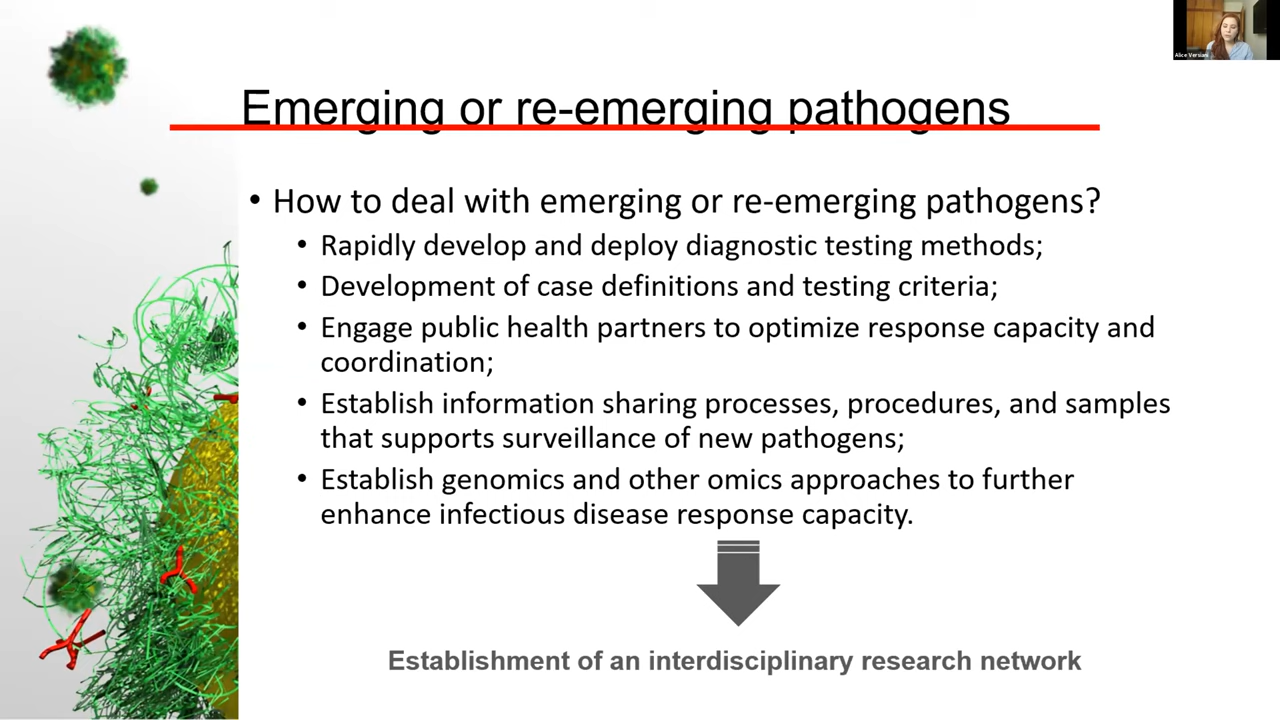 Alice Versiani
Emerging or re-emerging pathogens
• How to deal with emerging or re-emerging pathogens?
• Rapidly develop and deploy diagnostic testing methods;
• Development of case definitions and testing criteria;
• Engage public health partners to optimize response capacity and
coordination;
• Establish information sharing processes, procedures, and samples
that supports surveillance of new pathogens;
• Establish genomics and other omics approaches to further
enhance infectious disease response capacity.
Establishment of an interdisciplinary research network